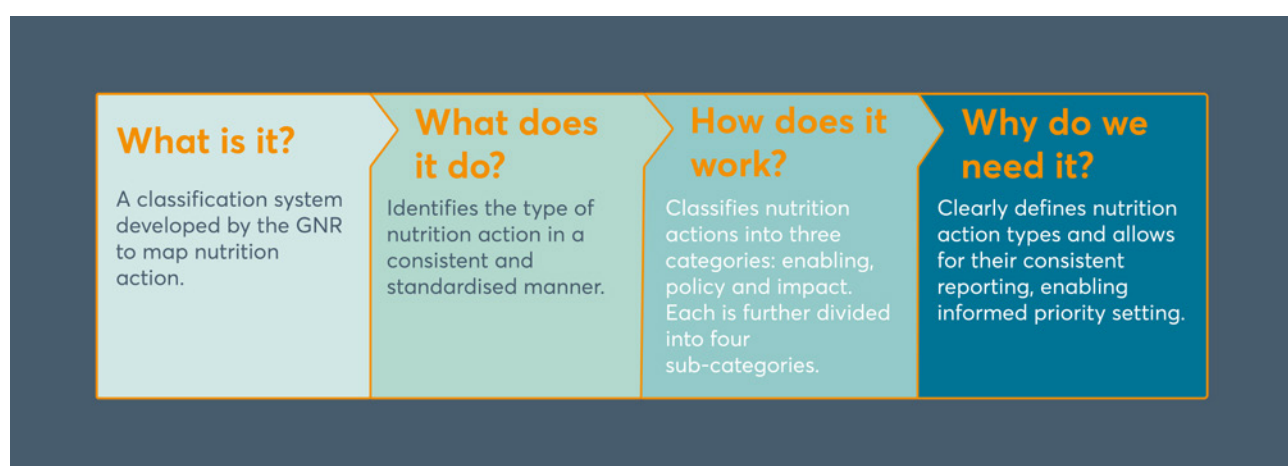 What is it?
A classification system
developed by the GNR
to map nutrition
action.
What does
it do?
Identifies the type of
nutrition action in a
consistent and
standardised manner.
How does it
work?
Classifies nutrition
actions into three
categories: enabling,
policy and impact.
Each is further divided
into four
sub-categories.
Why do we
need it?
Clearly defines nutrition
action types and allows
for their consistent
reporting, enabling
informed priority setting.